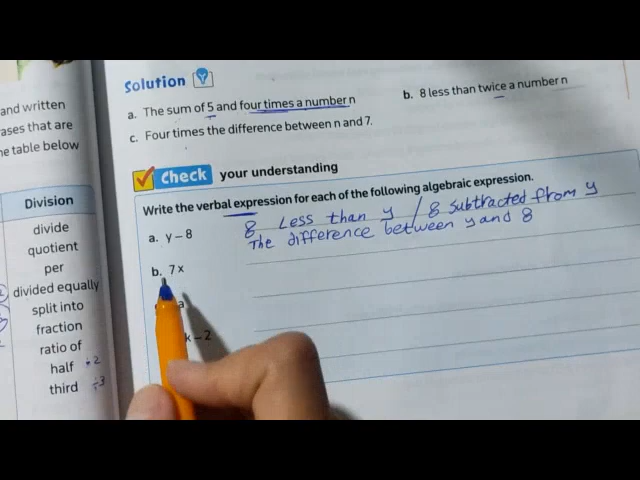 Solution
a. The sum of 5 and four times a number n
b. 8 less than twice a number n
c. Four times the difference between n and 7.
and written
ases that are
he table below
Check your understanding
Write the verbal expression for each of the following algebraic expression.
a. y – 8
8 Less than y / 8 subtracted from y
The difference between y and 8
b. 7x
a
k – 2
Division
divide
quotient
per
divided equally
split into
fraction
ratio of
half ÷2
third ÷3